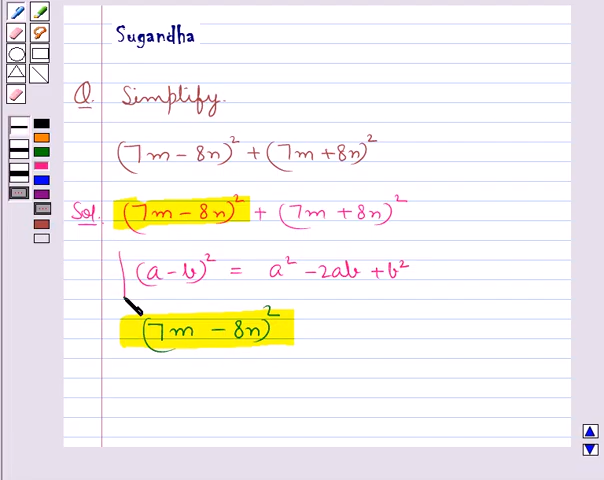 Sugandha
Q. Simplify.
(7m - 8n)² + (7m + 8n)²
Sol. (7m - 8n)² + (7m + 8n)²
(a - b)² = a² - 2ab + b²
(7m - 8n)²